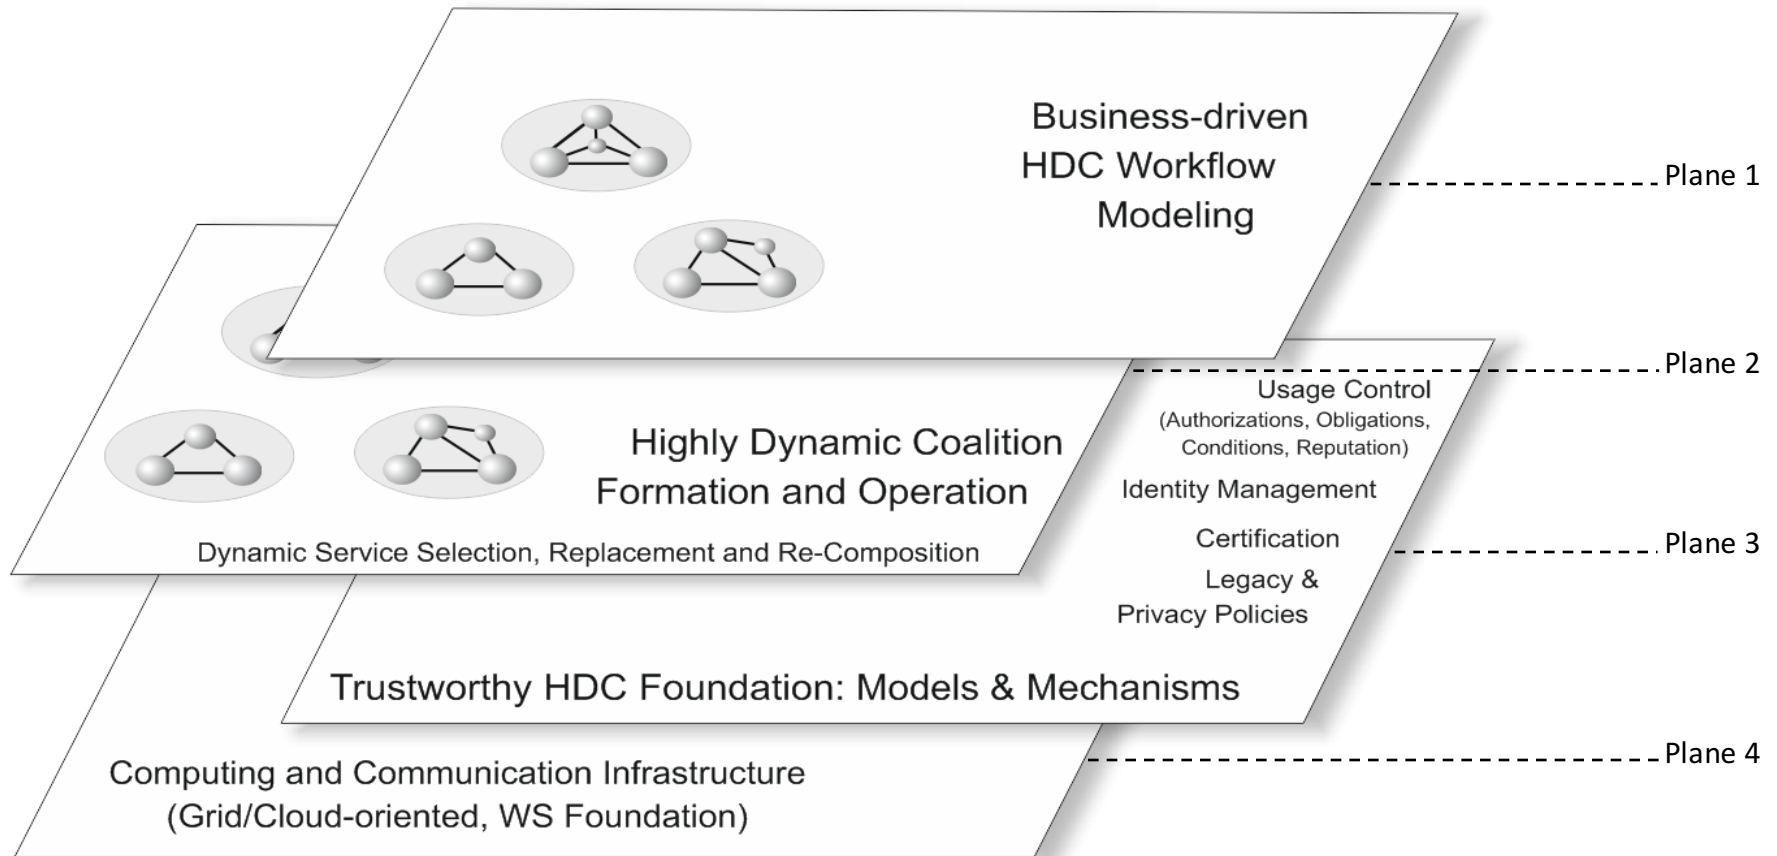 Business-driven
HDC Workflow
Modeling
Plane 1
Plane 2
Usage Control
(Authorizations, Obligations,
Conditions, Reputation)
Highly Dynamic Coalition
Formation and Operation
Identity Management
Dynamic Service Selection, Replacement and Re-Composition
Certification
Plane 3
Legacy &
Privacy Policies
Trustworthy HDC Foundation: Models & Mechanisms
Plane 4
Computing and Communication Infrastructure
(Grid/Cloud-oriented, WS Foundation)